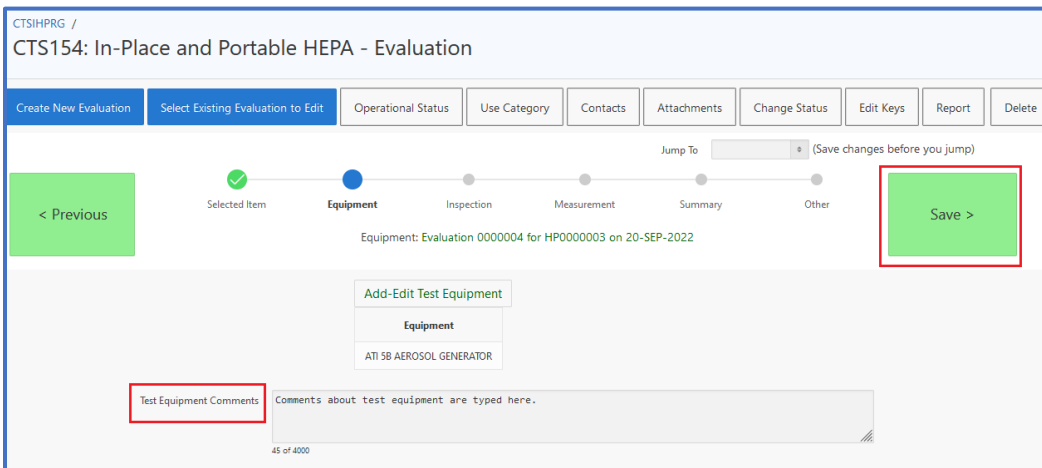 CTSIHPRG /
CTS154: In-Place and Portable HEPA - Evaluation
Create New Evaluation Select Existing Evaluation to Edit Operational Status Use Category Contacts Attachments Change Status Edit Keys Report Delete
Jump To (Save changes before you jump)
< Previous
Selected Item Equipment Inspection Measurement Summary Other
Save >
Equipment: Evaluation 0000004 for HP0000003 on 20-SEP-2022
Add-Edit Test Equipment
Equipment
ATI 5B AEROSOL GENERATOR
Test Equipment Comments Comments about test equipment are typed here.
45 of 4000